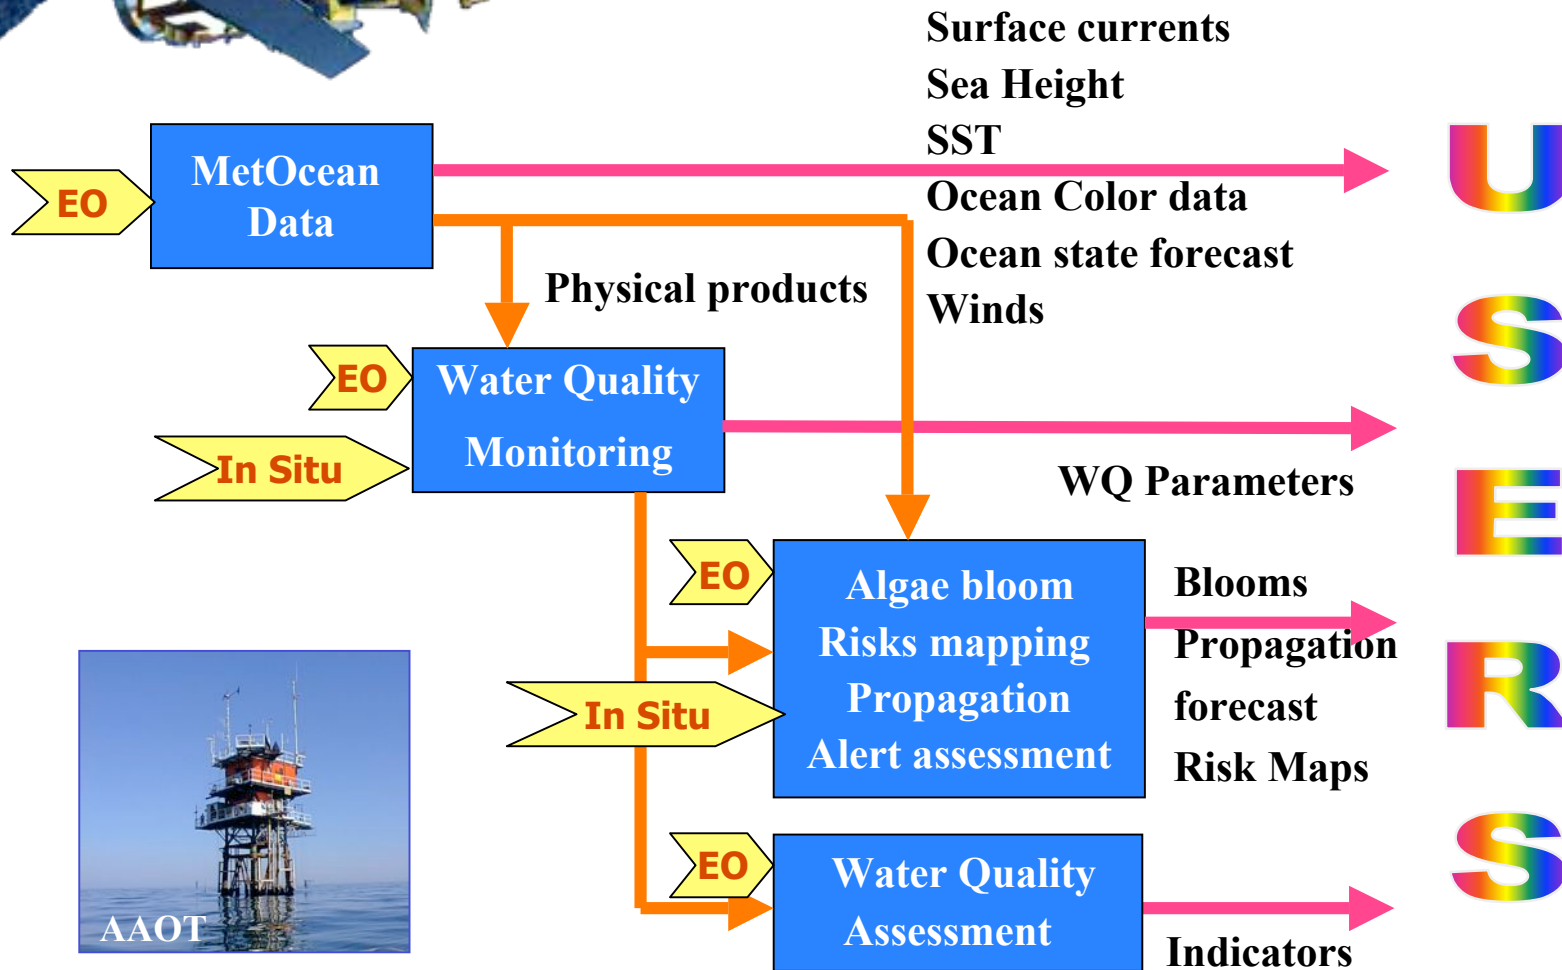 Surface currents
Sea Height
SST
Ocean Color data
Ocean state forecast
Winds
EO
MetOcean
Data
Physical products
EO
In Situ
Water Quality
Monitoring
WQ Parameters
EO
In Situ
Algae bloom
Risks mapping
Propagation
Alert assessment
Blooms
Propagation
forecast
Risk Maps
EO
Water Quality
Assessment
Indicators
AAOT
U
S
E
R
S